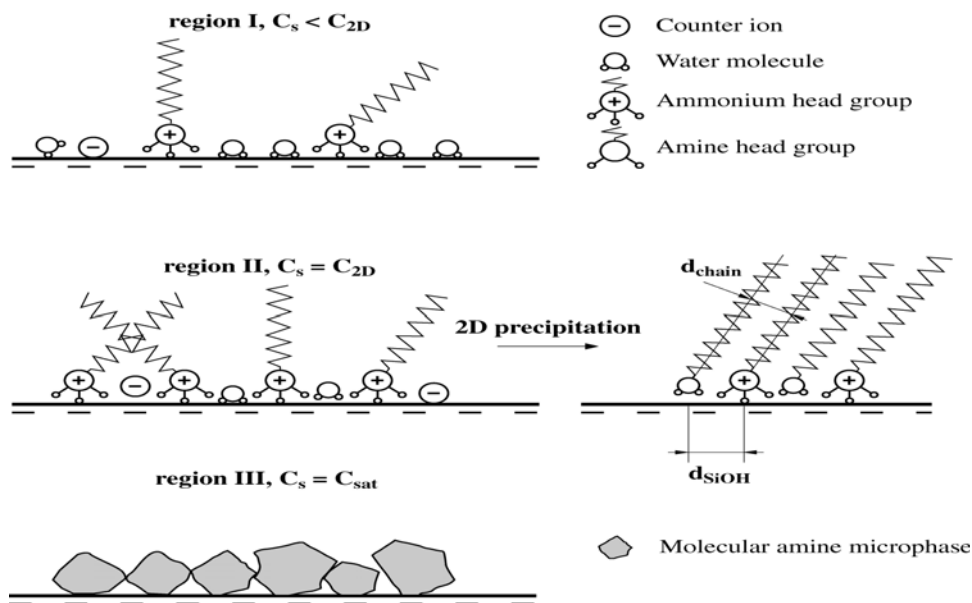 region I, Cs < C2D
Counter ion
Water molecule
Ammonium head group
Amine head group
region II, Cs = C2D
dchain
2D precipitation
dSiOH
region III, Cs = Csat
Molecular amine microphase